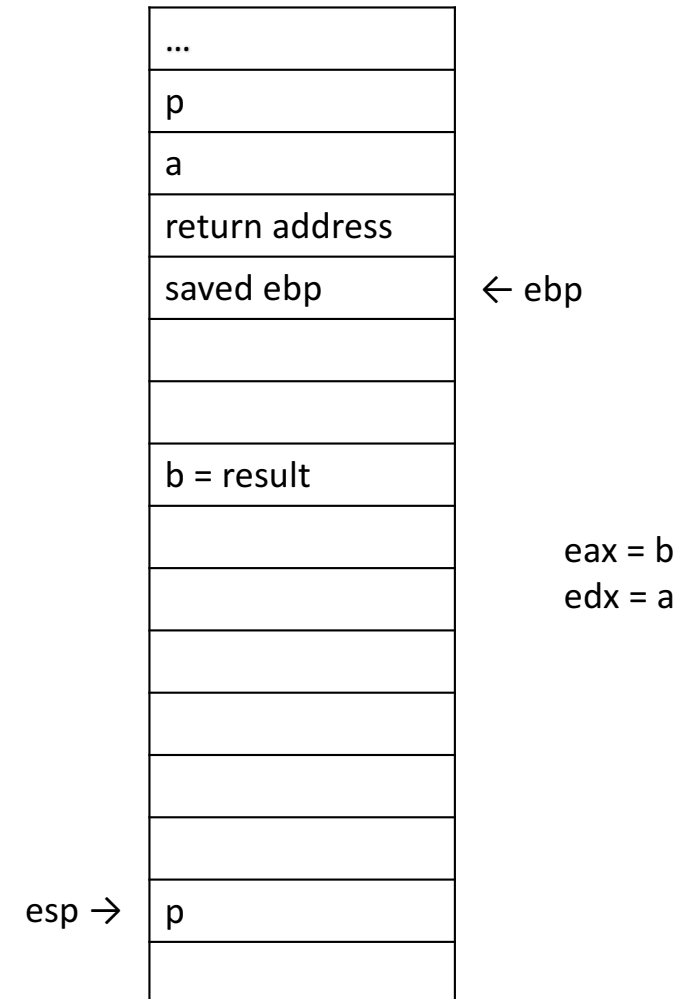 ...
p
a
return address
saved ebp
← ebp
b = result
eax = b
edx = a
esp →
p